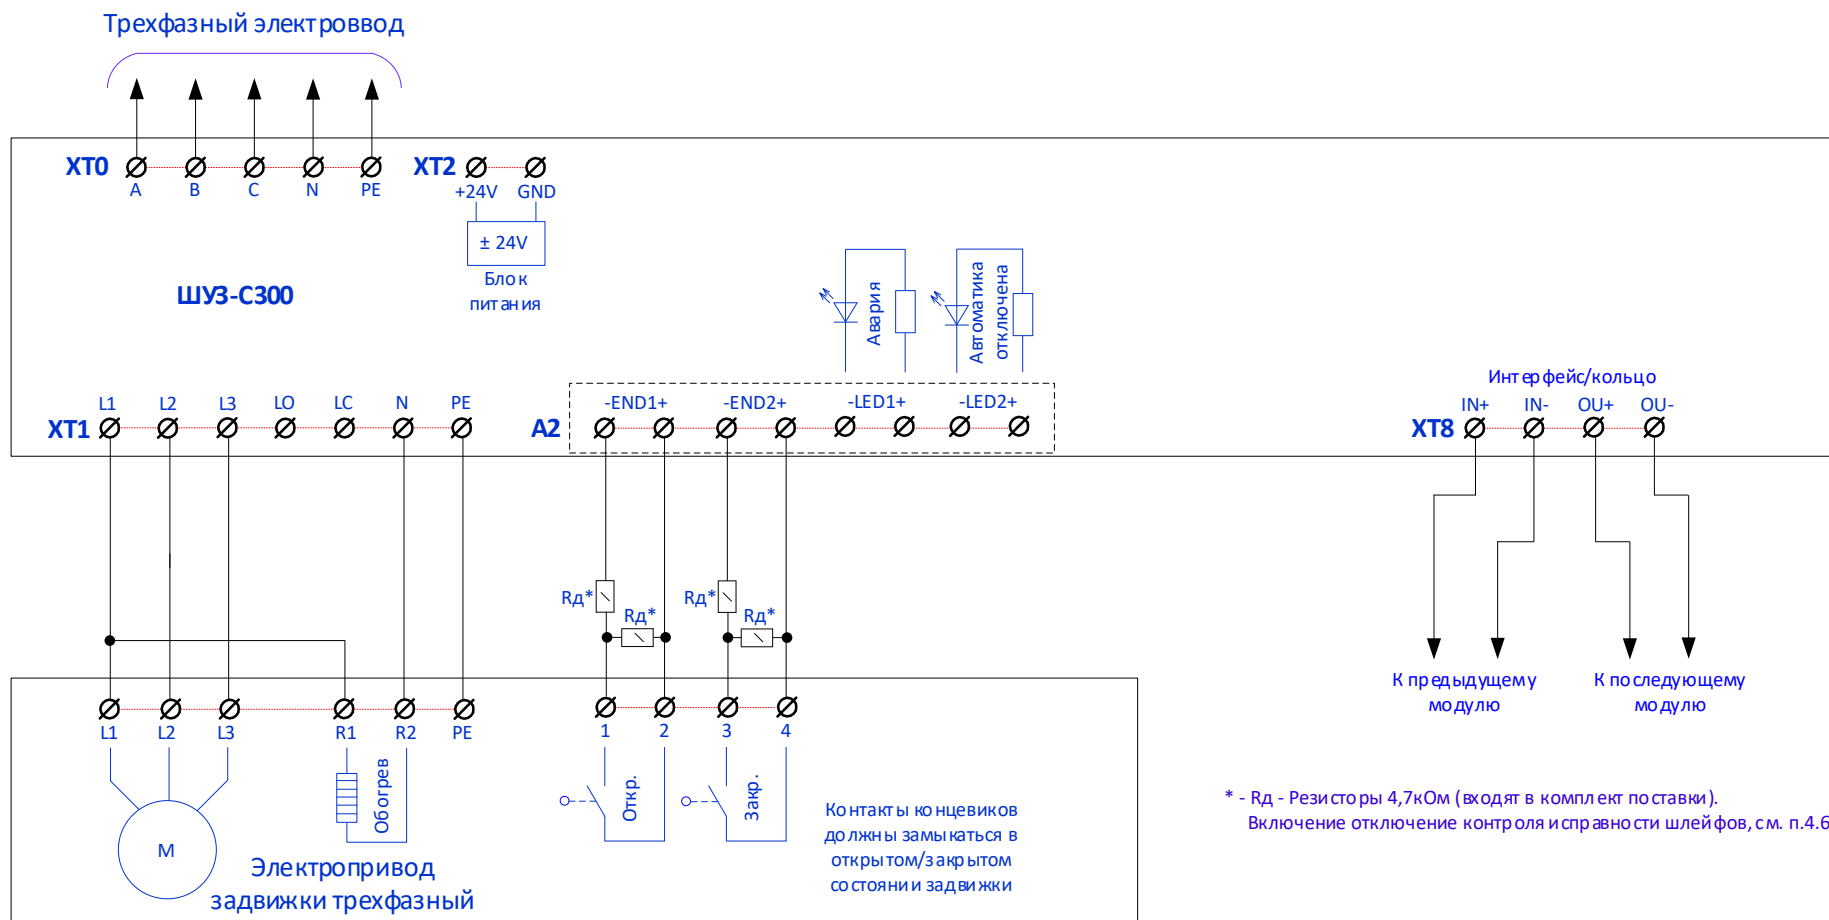 Трехфазный электроввод
XT0
A
B
C
N
PE
XT2
+24V
GND
± 24V
Блок
питания
ШУЗ-С300
Авария
Автоматика
отключена
XT1
L1
L2
L3
LO
LC
N
PE
A2
-END1+
-END2+
-LED1+
-LED2+
Интерфейс/кольцо
XT8
IN+
IN-
OU+
OU-
Rд*
Rд*
Rд*
Rд*
К предыдущему
модулю
К последующему
модулю
L1
L2
L3
R1
R2
PE
1
2
3
4
Обогрев
Откр.
Закр.
M
Электропривод
задвижки трехфазный
Контакты концевиков
должны замыкаться в
открытом/закрытом
состоянии задвижки
* - Rд - Резисторы 4,7кОм (входят в комплект поставки).
Включение отключение контроля исправности шлейфов, см. п.4.6